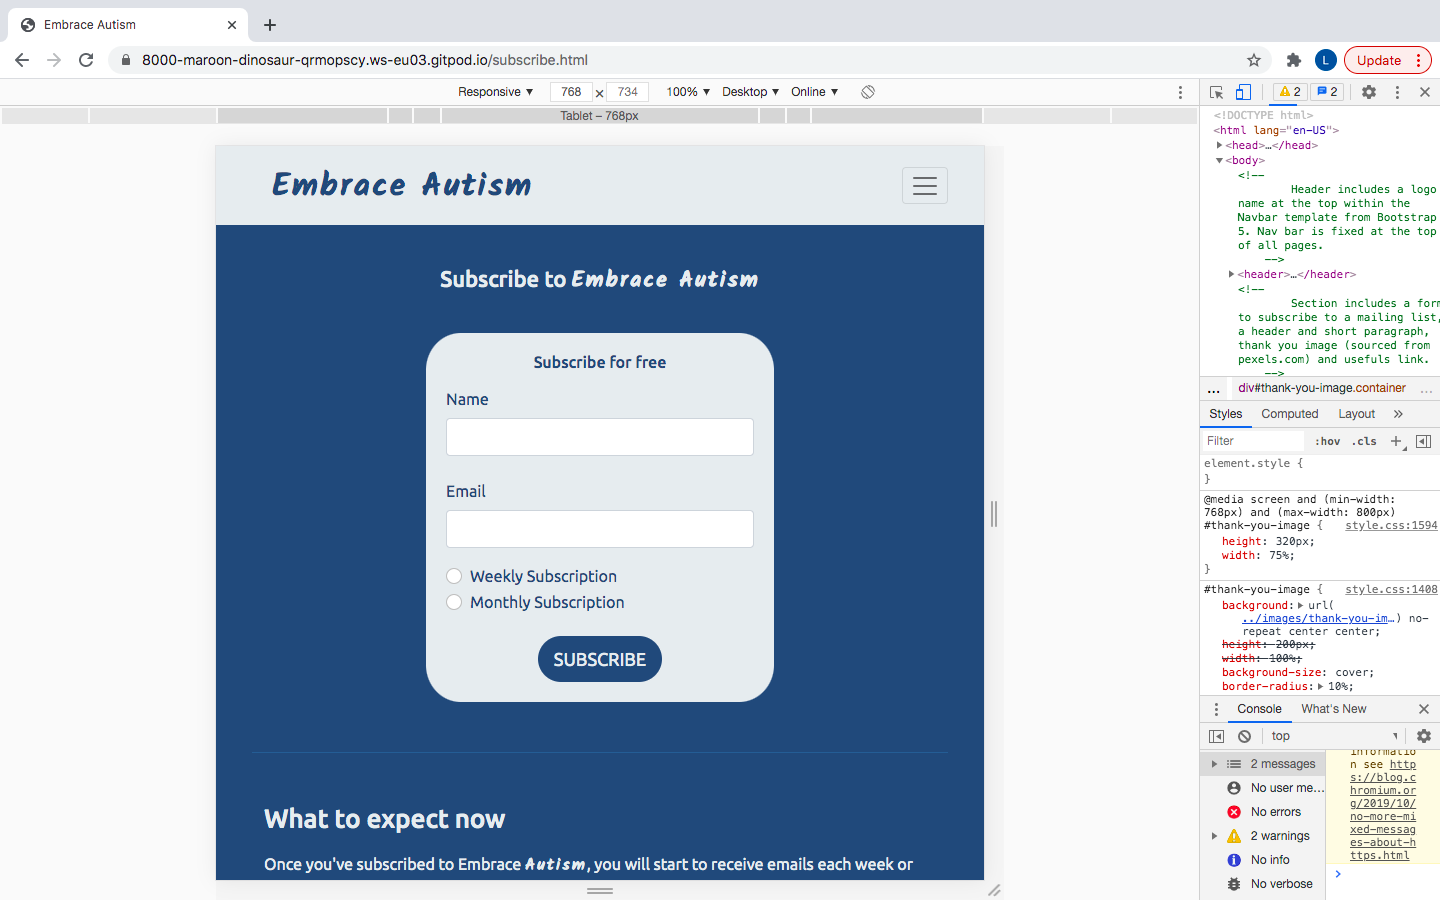 Embrace Autism
8000-maroon-dinosaur-qrmopscy.ws-eu03.gitpod.io/subscribe.html
L
Update
Responsive
768
734
100%
Desktop
Online
Tablet – 768px
Embrace Autism
Subscribe to Embrace Autism
Subscribe for free
Name
Email
Weekly Subscription
Monthly Subscription
SUBSCRIBE
What to expect now
Once you've subscribed to Embrace Autism, you will start to receive emails each week or
2
2
<!DOCTYPE html>
<html lang="en-US">
<head>…</head>
<body>
<!--
Header includes a logo
name at the top within the
Navbar template from Bootstrap
5. Nav bar is fixed at the top
of all pages.
-->
<header>…</header>
<!--
Section includes a form
to subscribe to a mailing list,
a header and short paragraph,
thank you image (sourced from
pexels.com) and usefuls link.
-->
...
div#thank-you-image.container
...
Styles
Computed
Layout
Filter
:hov
.cls
element.style {
}
@media screen and (min-width:
768px) and (max-width: 800px)
#thank-you-image {
style.css:1594
height: 320px;
width: 75%;
}
#thank-you-image {
style.css:1408
background: url(
../images/thank-you-im…) no-
repeat center center;
height: 200px;
width: 100%;
background-size: cover;
border-radius: 10%;
Console
What's New
top
2 messages
No user me...
No errors
2 warnings
No info
No verbose
informatio
n see http
s://blog.c
hromium.or
g/2019/10/
no-more-mi
xed-messag
es-about-h
ttps.html